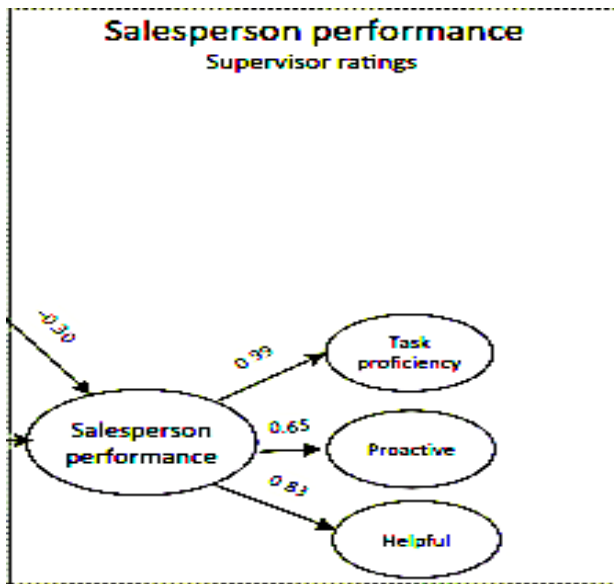 Salesperson performance
Supervisor ratings
-0.30
0.99
Task
proficiency
Salesperson
performance
0.65
Proactive
0.83
Helpful